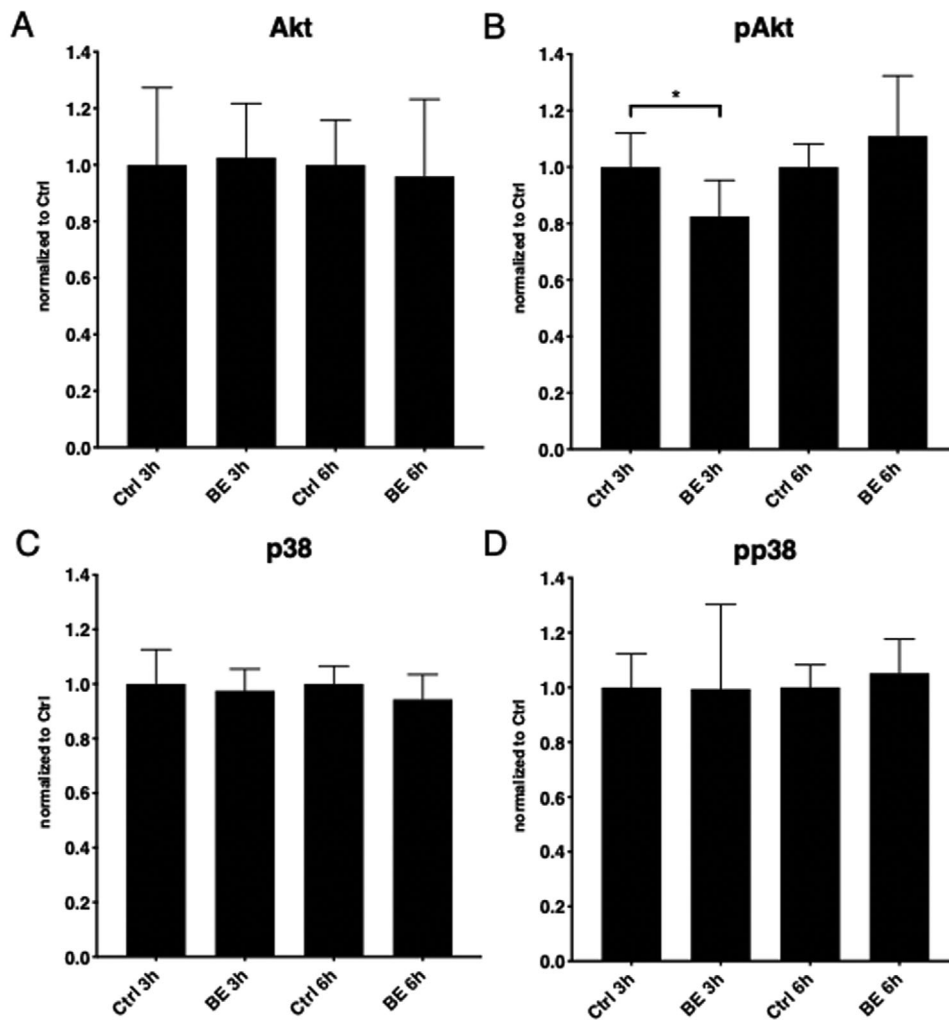 A
Akt
normalized to Ctrl
1.4
1.2
1.0
0.8
0.6
0.4
0.2
0.0
Ctrl 3h
BE 3h
Ctrl 6h
BE 6h
B
pAkt
normalized to Ctrl
1.4
1.2
1.0
0.8
0.6
0.4
0.2
0.0
*
Ctrl 3h
BE 3h
Ctrl 6h
BE 6h
C
p38
normalized to Ctrl
1.4
1.2
1.0
0.8
0.6
0.4
0.2
0.0
Ctrl 3h
BE 3h
Ctrl 6h
BE 6h
D
pp38
normalized to Ctrl
1.4
1.2
1.0
0.8
0.6
0.4
0.2
0.0
Ctrl 3h
BE 3h
Ctrl 6h
BE 6h